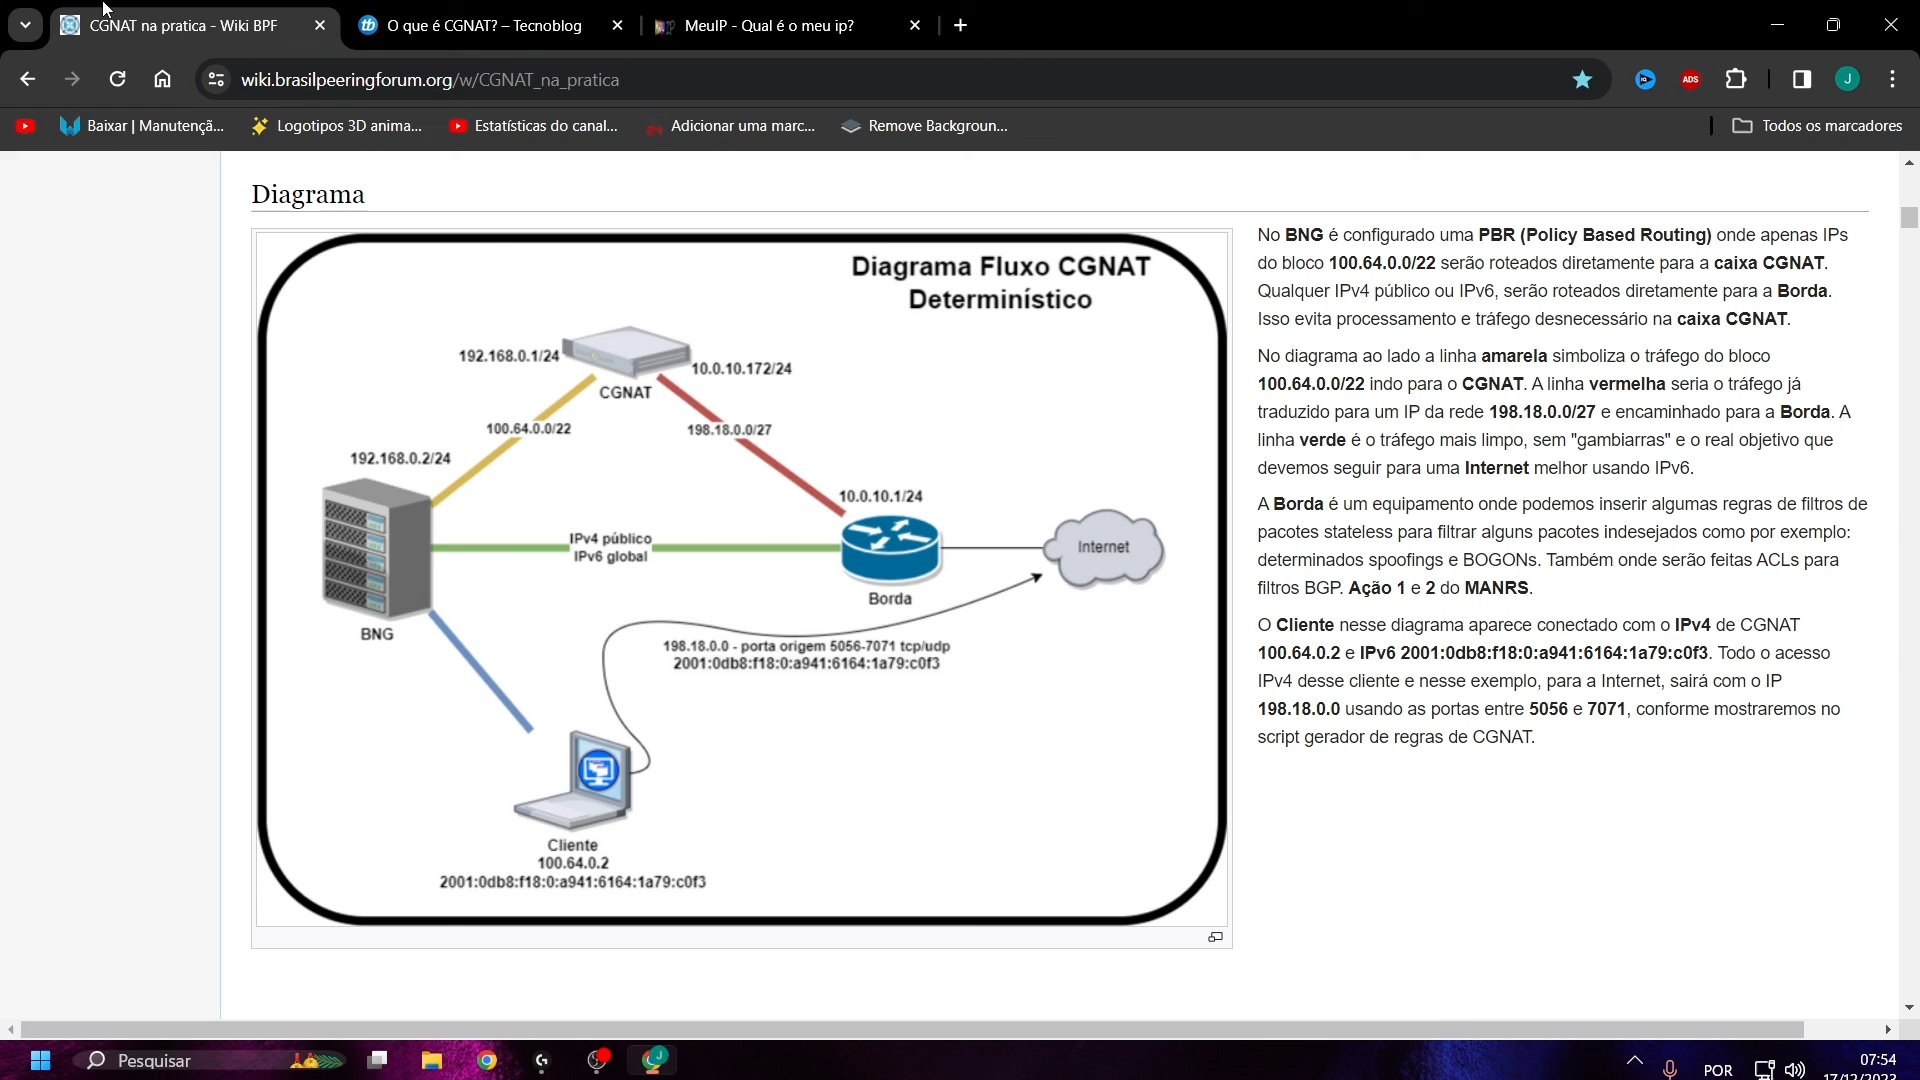 CGNAT na pratica - Wiki BPF
O que é CGNAT? – Tecnoblog
MeuIP - Qual é o meu ip?
wiki.brasilpeeringforum.org/w/CGNAT_na_pratica
ADS
J
Baixar | Manutençã...
Logotipos 3D anima...
Estatísticas do canal...
Adicionar uma marc...
Remove Backgroun...
Todos os marcadores
Diagrama
Diagrama Fluxo CGNAT
Determinístico
192.168.0.1/24
10.0.10.172/24
CGNAT
100.64.0.0/22
198.18.0.0/27
192.168.0.2/24
10.0.10.1/24
IPv4 público
IPv6 global
Internet
Borda
BNG
198.18.0.0 - porta origem 5056-7071 tcp/udp
2001:0db8:f18:0:a941:6164:1a79:c0f3
Cliente
100.64.0.2
2001:0db8:f18:0:a941:6164:1a79:c0f3
No BNG é configurado uma PBR (Policy Based Routing) onde apenas IPs
do bloco 100.64.0.0/22 serão roteados diretamente para a caixa CGNAT.
Qualquer IPv4 público ou IPv6, serão roteados diretamente para a Borda.
Isso evita processamento e tráfego desnecessário na caixa CGNAT.
No diagrama ao lado a linha amarela simboliza o tráfego do bloco
100.64.0.0/22 indo para o CGNAT. A linha vermelha seria o tráfego já
traduzido para um IP da rede 198.18.0.0/27 e encaminhado para a Borda. A
linha verde é o tráfego mais limpo, sem "gambiarras" e o real objetivo que
devemos seguir para uma Internet melhor usando IPv6.
A Borda é um equipamento onde podemos inserir algumas regras de filtros de
pacotes stateless para filtrar alguns pacotes indesejados como por exemplo:
determinados spoofings e BOGONs. Também onde serão feitas ACLs para
filtros BGP. Ação 1 e 2 do MANRS.
O Cliente nesse diagrama aparece conectado com o IPv4 de CGNAT
100.64.0.2 e IPv6 2001:0db8:f18:0:a941:6164:1a79:c0f3. Todo o acesso
IPv4 desse cliente e nesse exemplo, para a Internet, sairá com o IP
198.18.0.0 usando as portas entre 5056 e 7071, conforme mostraremos no
script gerador de regras de CGNAT.
Pesquisar
J
POR
07:54
17/12/2023